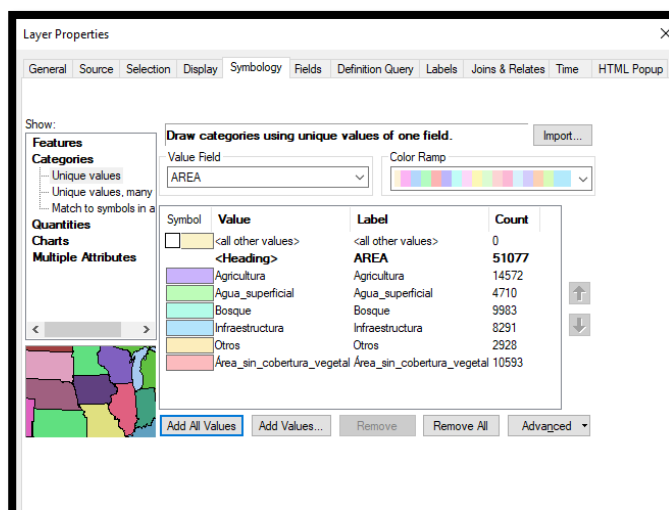 Layer Properties
General Source Selection Display Symbology Fields Definition Query Labels Joins & Relates Time HTML Popup
Show:
Features
Categories
Unique values
Unique values, many
Match to symbols in a
Quantities
Charts
Multiple Attributes
Draw categories using unique values of one field.
Import...
Value Field
AREA
Color Ramp
Symbol Value Label Count
<all other values> <all other values> 0
<Heading> AREA 51077
Agricultura Agricultura 14572
Agua_superficial Agua_superficial 4710
Bosque Bosque 9983
Infraestructura Infraestructura 8291
Otros Otros 2928
Área_sin_cobertura_vegetal Área_sin_cobertura_vegetal 10593
Add All Values Add Values... Remove Remove All Advanced